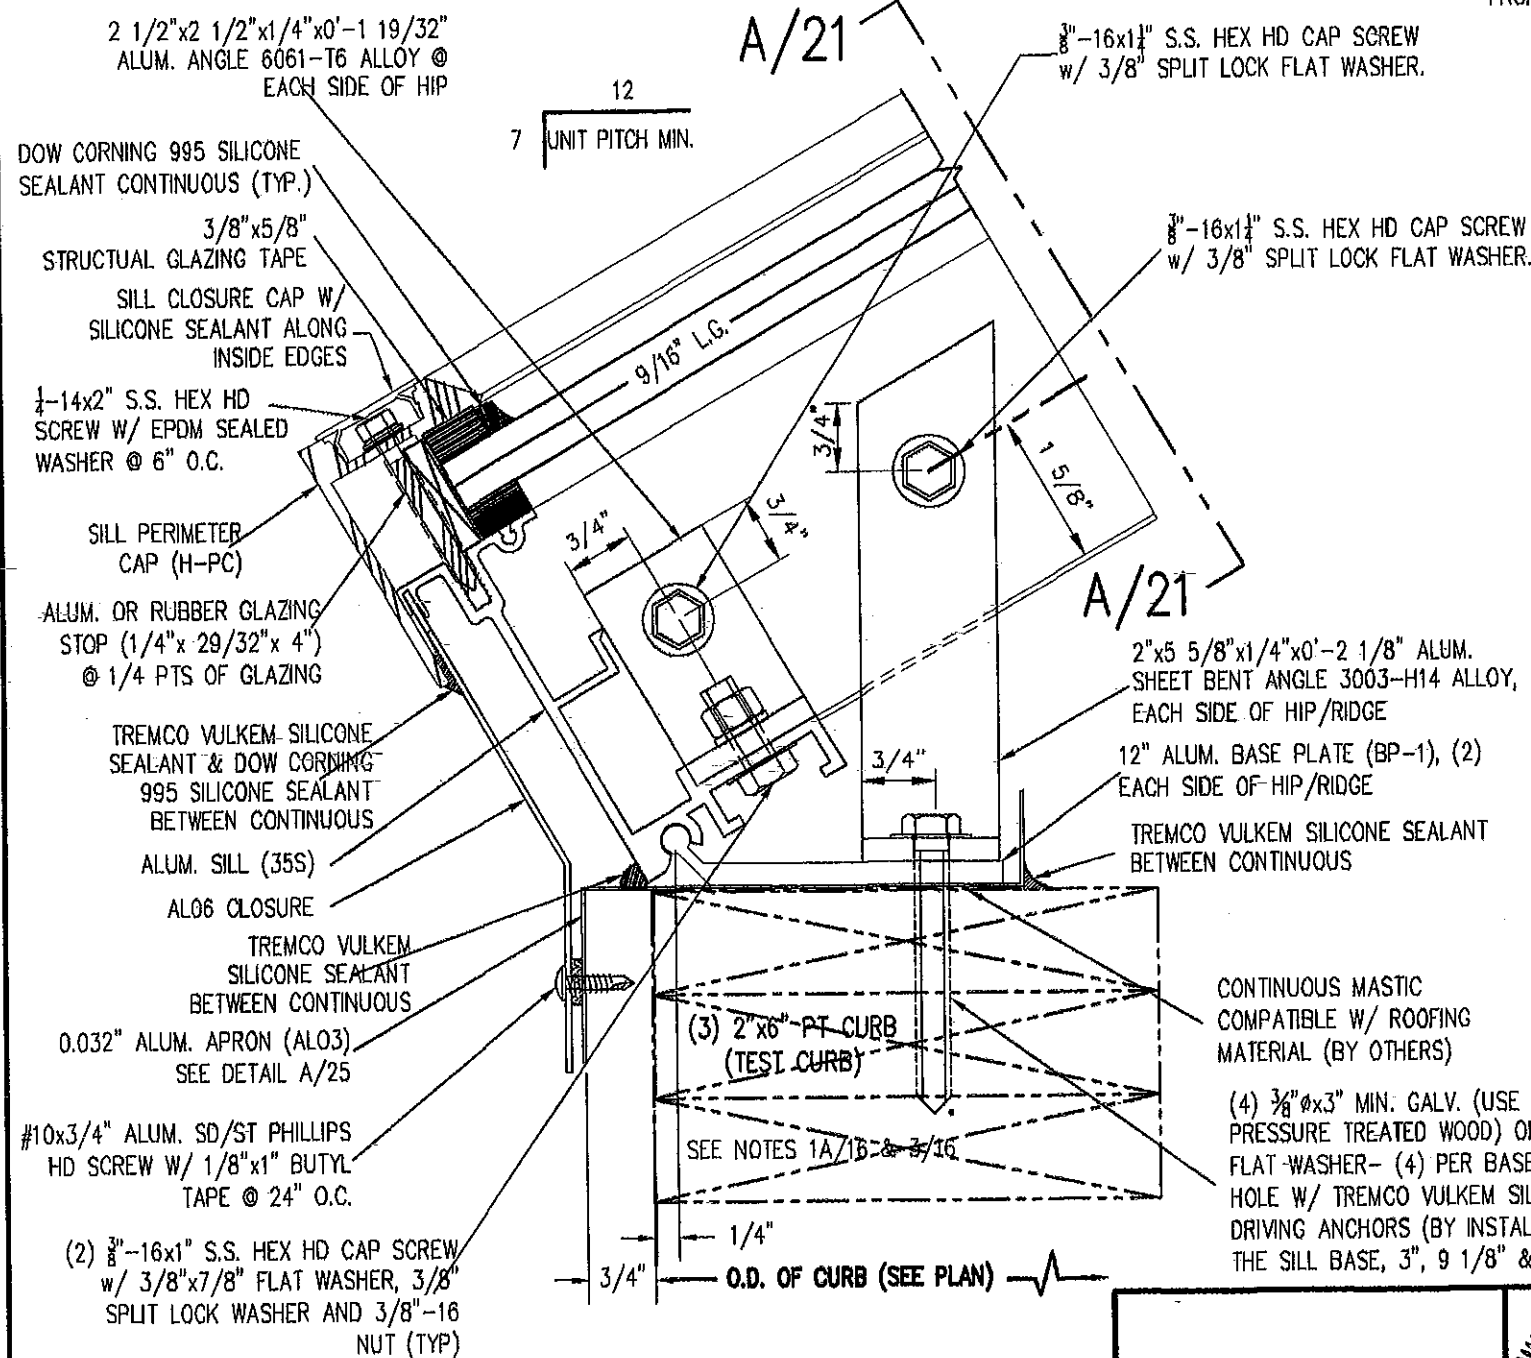 2 1/2"x2 1/2"x1/4"x0'-1 19/32"
ALUM. ANGLE 6061-T6 ALLOY @
EACH SIDE OF HIP
DOW CORNING 995 SILICONE
SEALANT CONTINUOUS (TYP.)
3/8"x5/8"
STRUCTUAL GLAZING TAPE
SILL CLOSURE CAP W/
SILICONE SEALANT ALONG
INSIDE EDGES
1/4-14x2" S.S. HEX HD
SCREW W/ EPDM SEALED
WASHER @ 6" O.C.
SILL PERIMETER
CAP (H-PC)
ALUM. OR RUBBER GLAZING
STOP (1/4"x 29/32"x 4")
@ 1/4 PTS OF GLAZING
TREMCO VULKEM SILICONE
SEALANT & DOW CORNING
995 SILICONE SEALANT
BETWEEN CONTINUOUS
ALUM. SILL (35S)
AL06 CLOSURE
TREMCO VULKEM
SILICONE SEALANT
BETWEEN CONTINUOUS
0.032" ALUM. APRON (AL03)
SEE DETAIL A/25
#10x3/4" ALUM. SD/ST PHILLIPS
HD SCREW W/ 1/8"x1" BUTYL
TAPE @ 24" O.C.
(2) 3/8"-16x1" S.S. HEX HD CAP SCREW
w/ 3/8"x7/8" FLAT WASHER, 3/8"
SPLIT LOCK WASHER AND 3/8"-16
NUT (TYP)
12
7 UNIT PITCH MIN.
A/21
9/16" L.G.
3/4"
3/4"
3/4"
1 5/8"
A/21
3/4"
(3) 2"x6" PT CURB
(TEST CURB)
SEE NOTES 1A/16 & 3/16
1/4"
3/4"
O.D. OF CURB (SEE PLAN)
3/8"-16x1 1/4" S.S. HEX HD CAP SCREW
w/ 3/8" SPLIT LOCK FLAT WASHER.
3/8"-16x1 1/4" S.S. HEX HD CAP SCREW
w/ 3/8" SPLIT LOCK FLAT WASHER.
2"x5 5/8"x1/4"x0'-2 1/8" ALUM.
SHEET BENT ANGLE 3003-H14 ALLOY,
EACH SIDE OF HIP/RIDGE
12" ALUM. BASE PLATE (BP-1), (2)
EACH SIDE OF HIP/RIDGE
TREMCO VULKEM SILICONE SEALANT
BETWEEN CONTINUOUS
CONTINUOUS MASTIC
COMPATIBLE W/ ROOFING
MATERIAL (BY OTHERS)
(4) 3/8"øx3" MIN. GALV. (USE
PRESSURE TREATED WOOD)
FLAT WASHER- (4) PER BASE
HOLE W/ TREMCO VULKEM SIL
DRIVING ANCHORS (BY INSTAL
THE SILL BASE, 3", 9 1/8" &